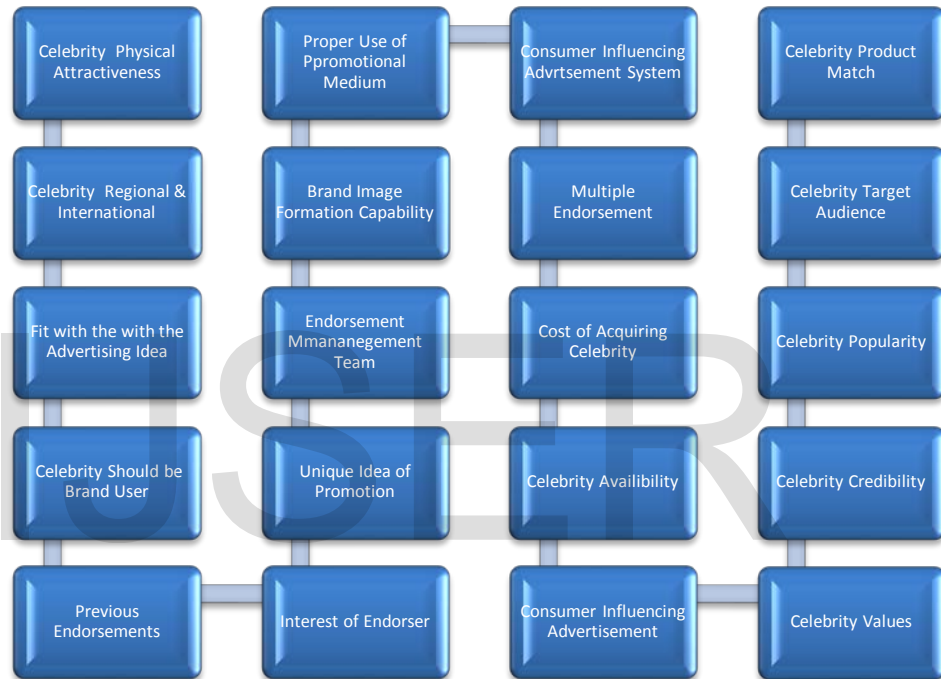 Celebrity Physical
Attractiveness
Proper Use of
Ppromotional
Medium
Consumer Influencing
Advrtsement System
Celebrity Product
Match
Celebrity Regional &
International
Brand Image
Formation Capability
Multiple
Endorsement
Celebrity Target
Audience
Fit with the with the
Advertising Idea
Endorsement
Mmananegement
Team
Cost of Acquiring
Celebrity
Celebrity Popularity
Celebrity Should be
Brand User
Unique Idea of
Promotion
Celebrity Availibility
Celebrity Credibility
Previous
Endorsements
Interest of Endorser
Consumer Influencing
Advertisement
Celebrity Values
IJSER